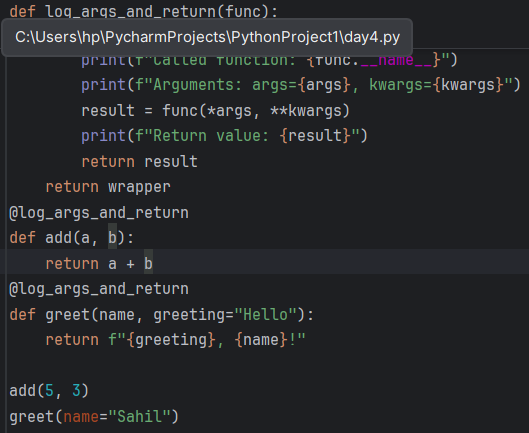 def log_args_and_return(func):
C:\Users\hp\PycharmProjects\PythonProject1\day4.py
print(f"Called function: {func.__name__}")
print(f"Arguments: args={args}, kwargs={kwargs}")
result = func(*args, **kwargs)
print(f"Return value: {result}")
return result
return wrapper
@log_args_and_return
def add(a, b):
return a + b
@log_args_and_return
def greet(name, greeting="Hello"):
return f"{greeting}, {name}!"
add(5, 3)
greet(name="Sahil")